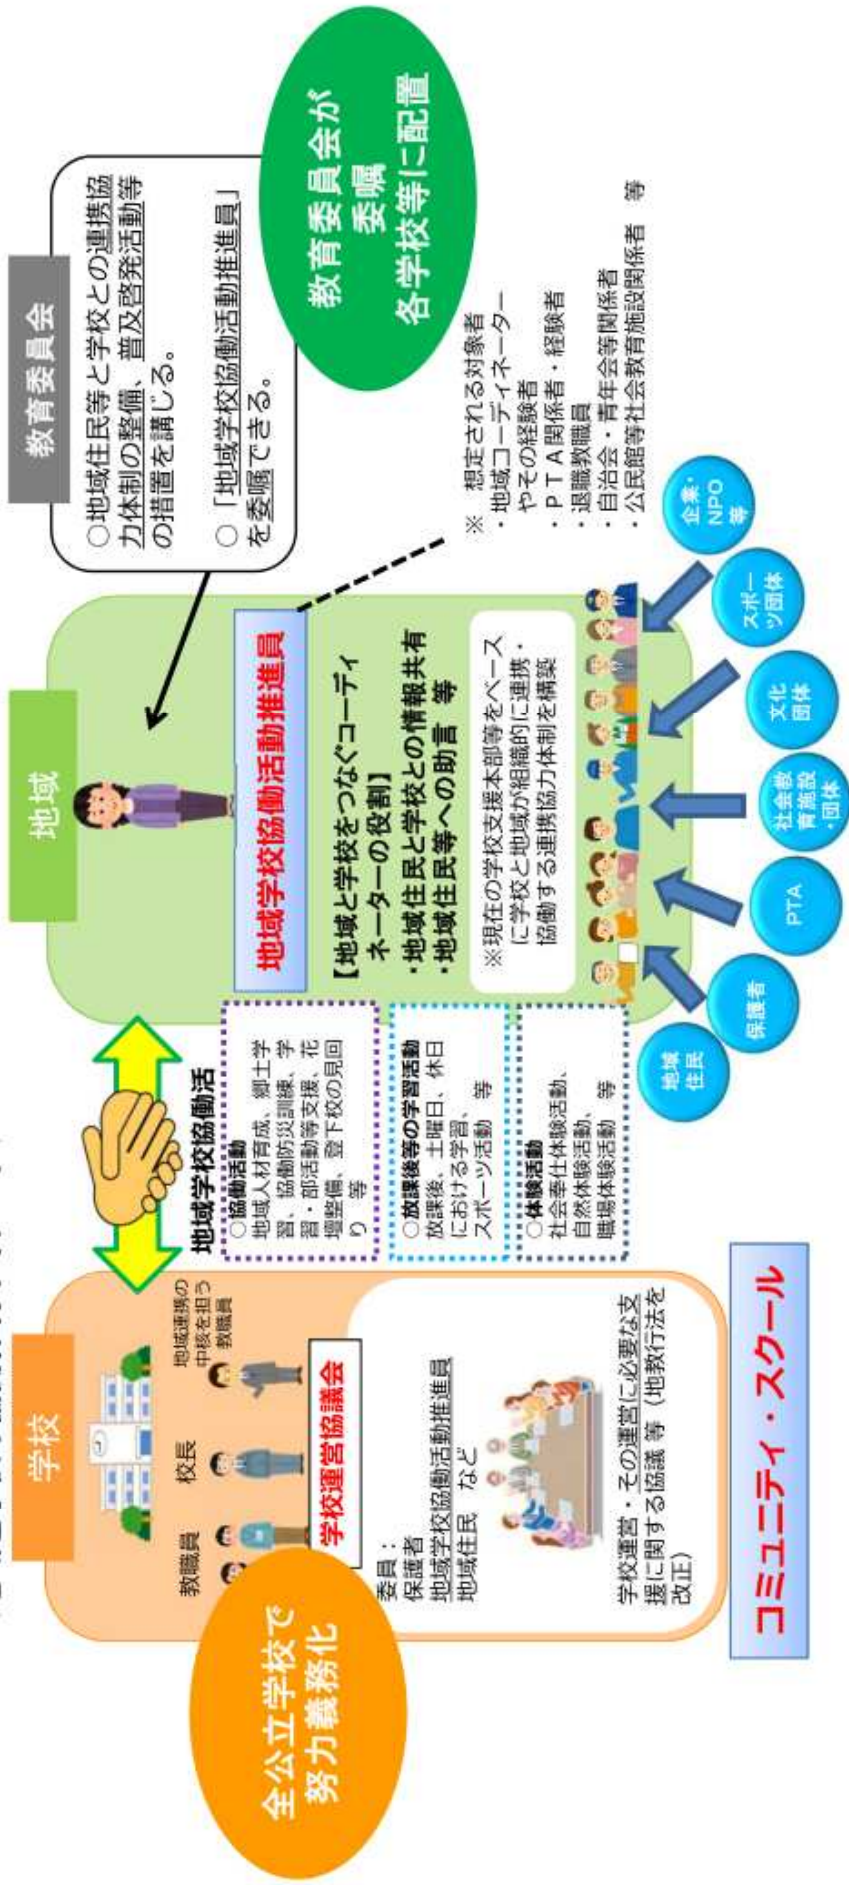 学校
教職員
校長
地域連携の
中核を担う
教職員
学校運営協議会
全公立学校で
努力義務化
委員：
保護者
地域学校協働活動推進員
地域住民　など
学校運営・その運営に必要な支
援に関する協議 等（地教行法を
改正）
コミュニティ・スクール
地域学校協働活
○協働活動
地域人材育成、郷土学
習、協働防災訓練、学
習・部活動等支援、花
壇整備、登下校の見回
り　等
○放課後等の学習活動
放課後、土曜日、休日
における学習、
スポーツ活動　等
○体験活動
社会奉仕体験活動、
自然体験活動、
職場体験活動　等
地域
地域学校協働活動推進員
【地域と学校をつなぐコーディ
ネーターの役割】
・地域住民と学校との情報共有
・地域住民等への助言　等
※現在の学校支援本部等をベース
に学校と地域が組織的に連携・
協働する連携協力体制を構築
地域
住民
保護者
PTA
社会教
育施設
・団体
文化
団体
スポー
ツ団体
企業・
NPO
等
教育委員会
○地域住民等と学校との連携協
力体制の整備、普及啓発活動等
の措置を講じる。
○「地域学校協働活動推進員」
を委嘱できる。
教育委員会が
委嘱
各学校等に配置
※　想定される対象者
・地域コーディネーター
やその経験者
・ＰＴＡ関係者・経験者
・退職教職員
・自治会・青年会等関係者
・公民館等社会教育施設関係者　等